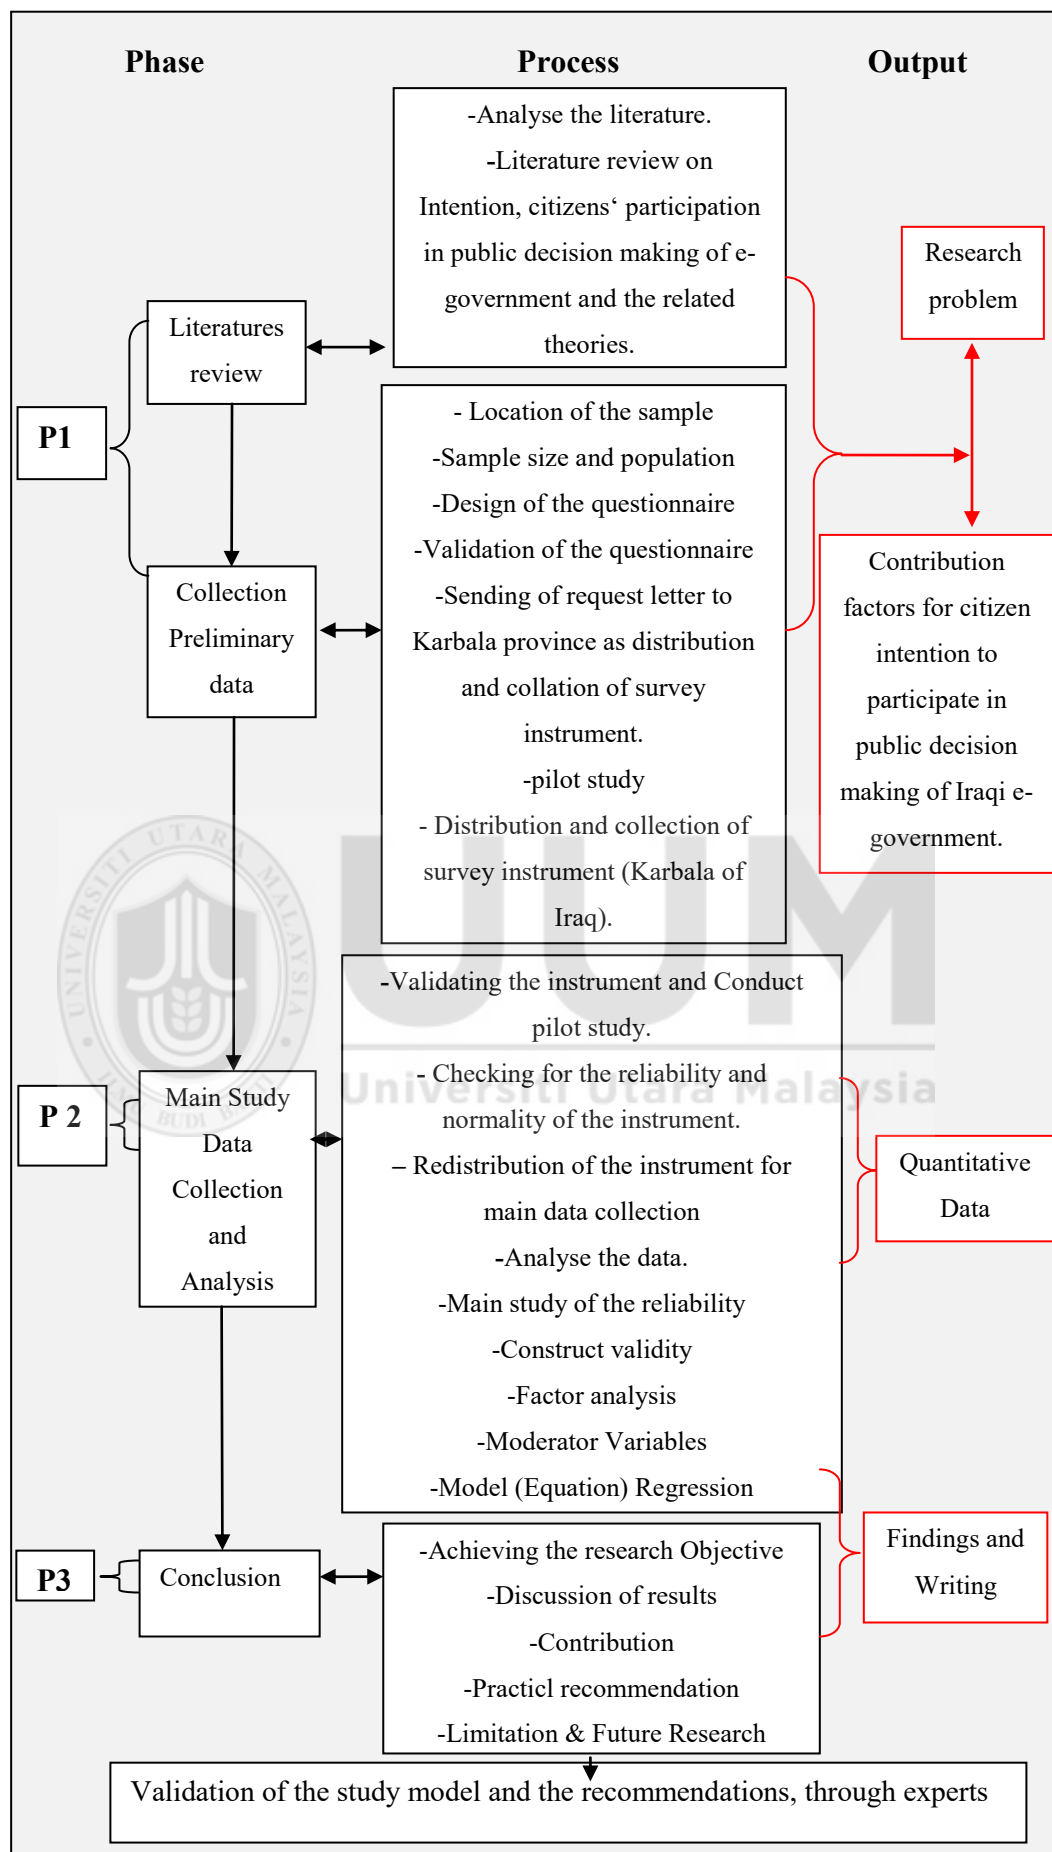 Phase
Process
Output
-Analyse the literature.
-Literature review on
Intention, citizens‘ participation
in public decision making of e-
government and the related
theories.
Research
problem
Literatures
review
P1
- Location of the sample
-Sample size and population
-Design of the questionnaire
-Validation of the questionnaire
-Sending of request letter to
Karbala province as distribution
and collation of survey
instrument.
-pilot study
- Distribution and collection of
survey instrument (Karbala of
Iraq).
Collection
Preliminary
data
Contribution
factors for citizen
intention to
participate in
public decision
making of Iraqi e-
government.
UNIVERSITI UTARA MALAYSIA
UUM
Universiti Utara Malaysia
BUDI
-Validating the instrument and Conduct
pilot study.
- Checking for the reliability and
normality of the instrument.
– Redistribution of the instrument for
main data collection
-Analyse the data.
-Main study of the reliability
-Construct validity
-Factor analysis
-Moderator Variables
-Model (Equation) Regression
P 2
Main Study
Data
Collection
and
Analysis
Quantitative
Data
P3
Conclusion
-Achieving the research Objective
-Discussion of results
-Contribution
-Practicl recommendation
-Limitation & Future Research
Findings and
Writing
Validation of the study model and the recommendations, through experts